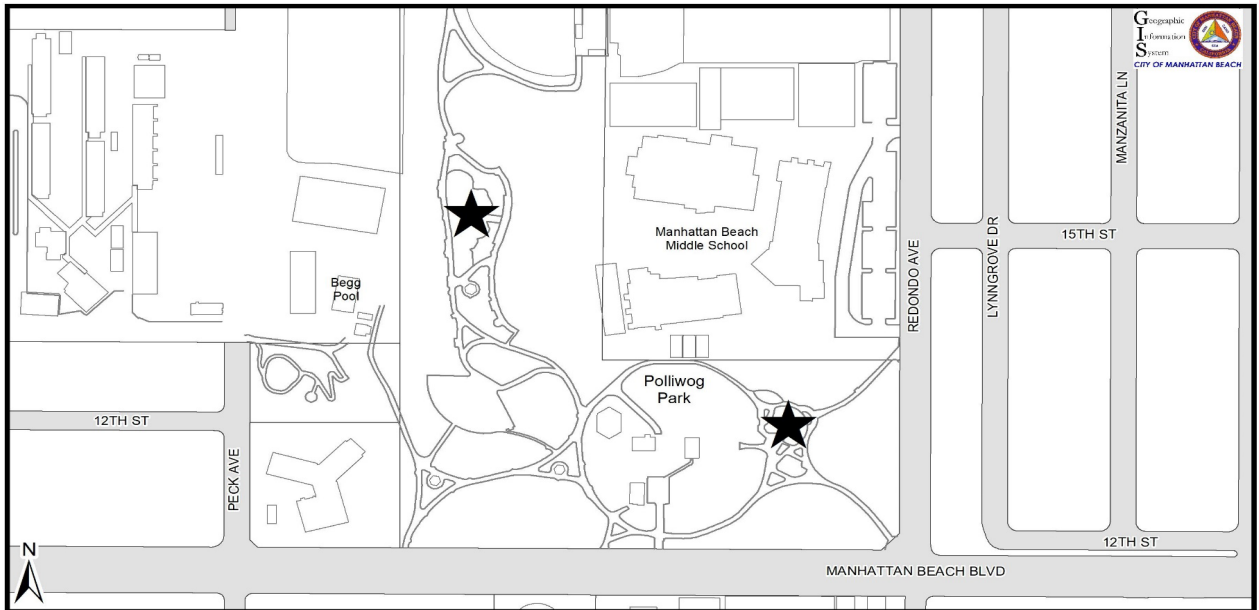 Geographic
Information
System
CITY OF MANHATTAN BEACH
MANZANITA LN
15TH ST
LYNNGROVE DR
REDONDO AVE
Manhattan Beach
Middle School
Begg
Pool
Polliwog
Park
12TH ST
PECK AVE
12TH ST
MANHATTAN BEACH BLVD
N